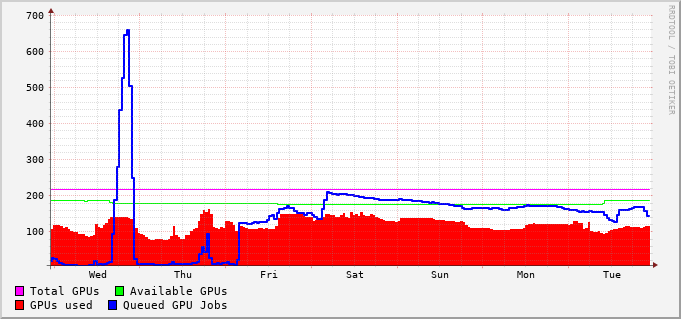 700
600
500
400
300
200
100
Wed Thu Fri Sat Sun Mon Tue
Total GPUs Available GPUs
GPUs used Queued GPU Jobs
RRDTOOL / TOBI OETIKER